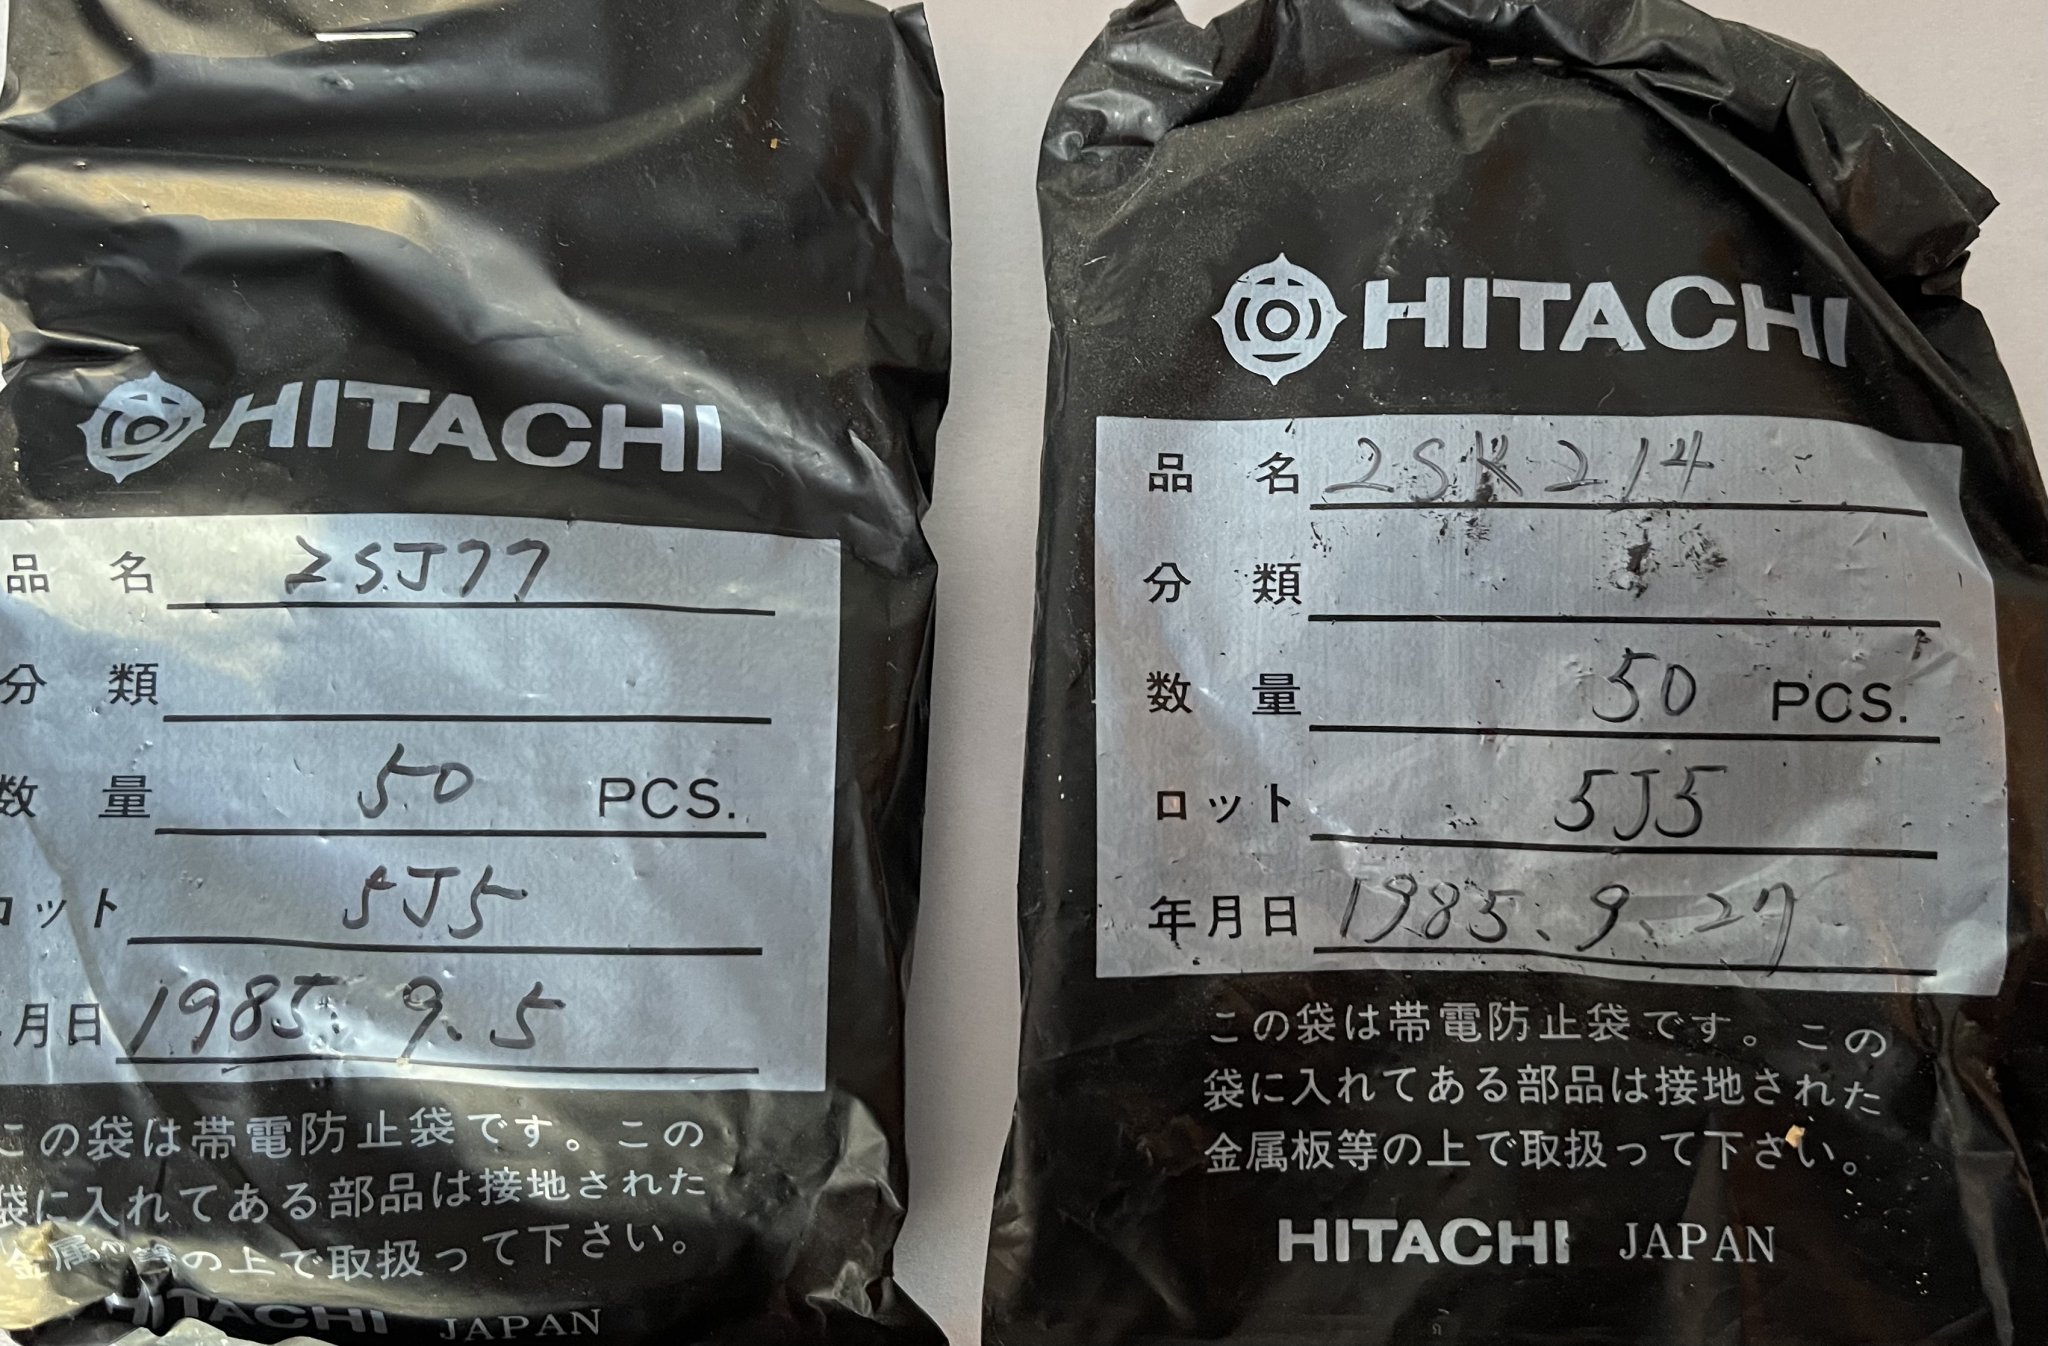 HITACHI
品 名 2SJ77
分 類
数 量 50 PCS.
ロット 5J5
年月日 1985. 9. 5
この袋は帯電防止袋です。この
袋に入れてある部品は接地された
金属 等の上で取扱って下さい。
HITACHI JAPAN
HITACHI
品 名 2SK214
分 類
数 量 50 PCS.
ロット 5J5
年月日 1985. 9. 27
この袋は帯電防止袋です。この
袋に入れてある部品は接地された
金属板等の上で取扱って下さい。
HITACHI JAPAN